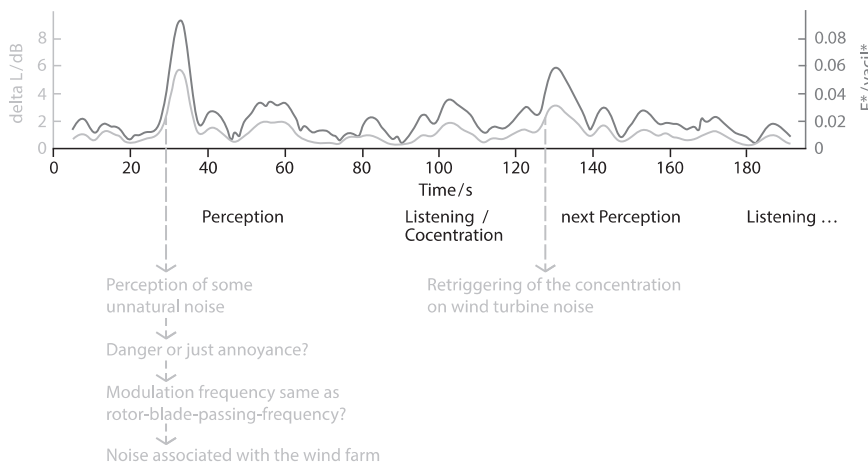 delta L/dB
8
6
4
2
0
0.08
0.06
0.04
0.02
0
0 20 40 60 80 100 120 140 160 180
Time/s
Perception
Listening /
Cocentration
next Perception
Listening ...
Perception of some
unnatural noise
Danger or just annoyance?
Modulation frequency same as
rotor-blade-passing-frequency?
Noise associated with the wind farm
Retriggering of the concentration
on wind turbine noise